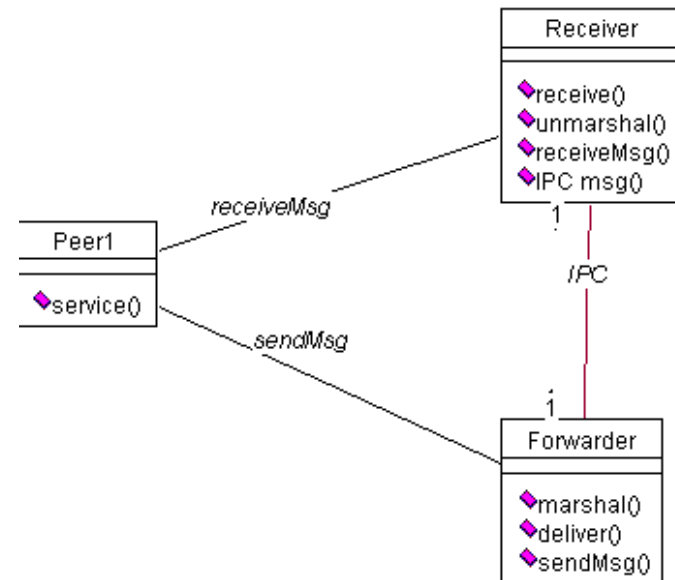 Receiver
receive()
unmarshal()
receiveMsg()
IPC msg()
1
receiveMsg
Peer1
service()
IPC
sendMsg
1
Forwarder
marshal()
deliver()
sendMsg()